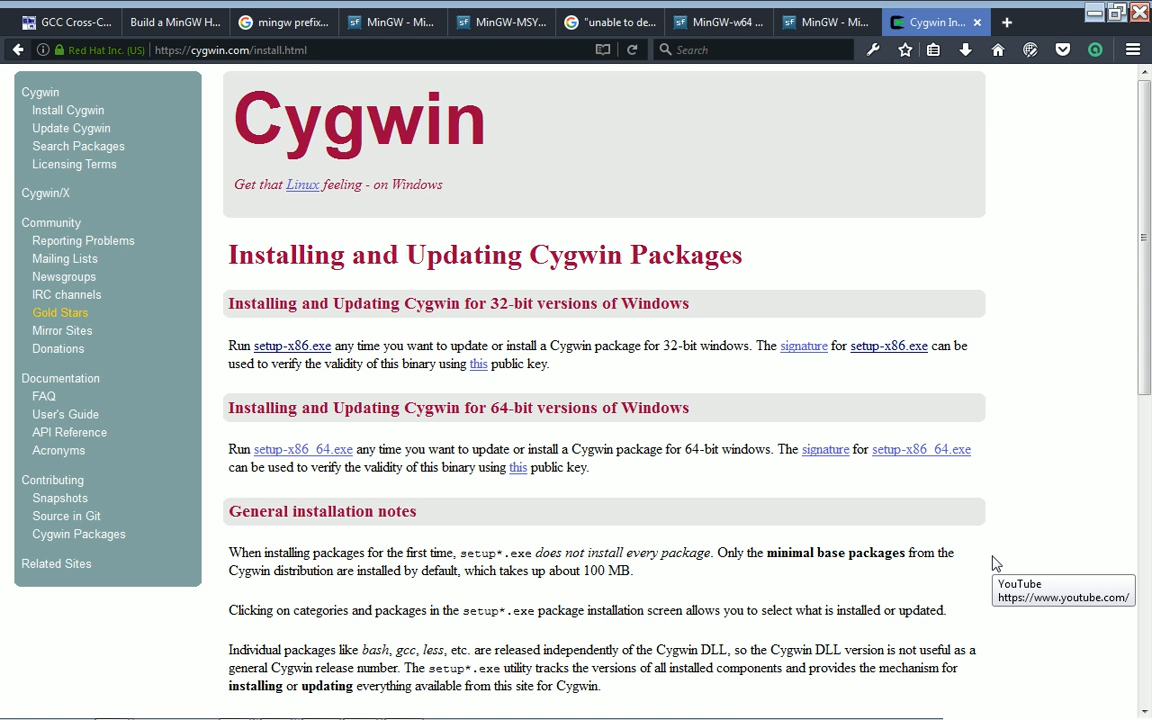 GCC Cross-C...
Build a MinGW H...
mingw prefix...
MinGW - Mi...
MinGW-MSY...
"unable to de...
MinGW-w64 ...
MinGW - Mi...
Cygwin In...
Red Hat Inc. (US)
https://cygwin.com/install.html
Search
Cygwin
Install Cygwin
Update Cygwin
Search Packages
Licensing Terms
Cygwin/X
Community
Reporting Problems
Mailing Lists
Newsgroups
IRC channels
Gold Stars
Mirror Sites
Donations
Documentation
FAQ
User's Guide
API Reference
Acronyms
Contributing
Snapshots
Source in Git
Cygwin Packages
Related Sites
Cygwin
Get that Linux feeling - on Windows
Installing and Updating Cygwin Packages
Installing and Updating Cygwin for 32-bit versions of Windows
Run setup-x86.exe any time you want to update or install a Cygwin package for 32-bit windows. The signature for setup-x86.exe can be
used to verify the validity of this binary using this public key.
Installing and Updating Cygwin for 64-bit versions of Windows
Run setup-x86_64.exe any time you want to update or install a Cygwin package for 64-bit windows. The signature for setup-x86_64.exe
can be used to verify the validity of this binary using this public key.
General installation notes
When installing packages for the first time, setup*.exe does not install every package. Only the minimal base packages from the
Cygwin distribution are installed by default, which takes up about 100 MB.
Clicking on categories and packages in the setup*.exe package installation screen allows you to select what is installed or updated.
Individual packages like bash, gcc, less, etc. are released independently of the Cygwin DLL, so the Cygwin DLL version is not useful as a
general Cygwin release number. The setup*.exe utility tracks the versions of all installed components and provides the mechanism for
installing or updating everything available from this site for Cygwin.
YouTube
https://www.youtube.com/